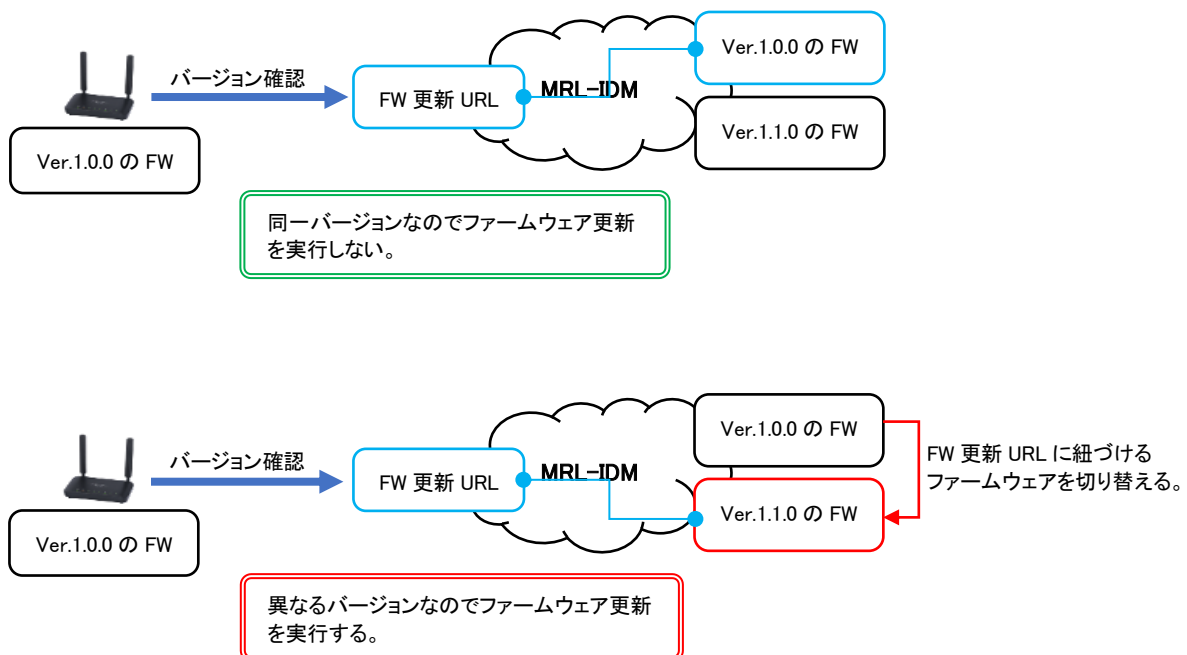 バージョン確認
FW 更新 URL
MRL-IDM
Ver.1.0.0 の FW
Ver.1.1.0 の FW
Ver.1.0.0 の FW
同一バージョンなのでファームウェア更新
を実行しない。
バージョン確認
FW 更新 URL
MRL-IDM
Ver.1.0.0 の FW
Ver.1.1.0 の FW
FW 更新 URL に紐づける
ファームウェアを切り替える。
Ver.1.0.0 の FW
異なるバージョンなのでファームウェア更新
を実行する。